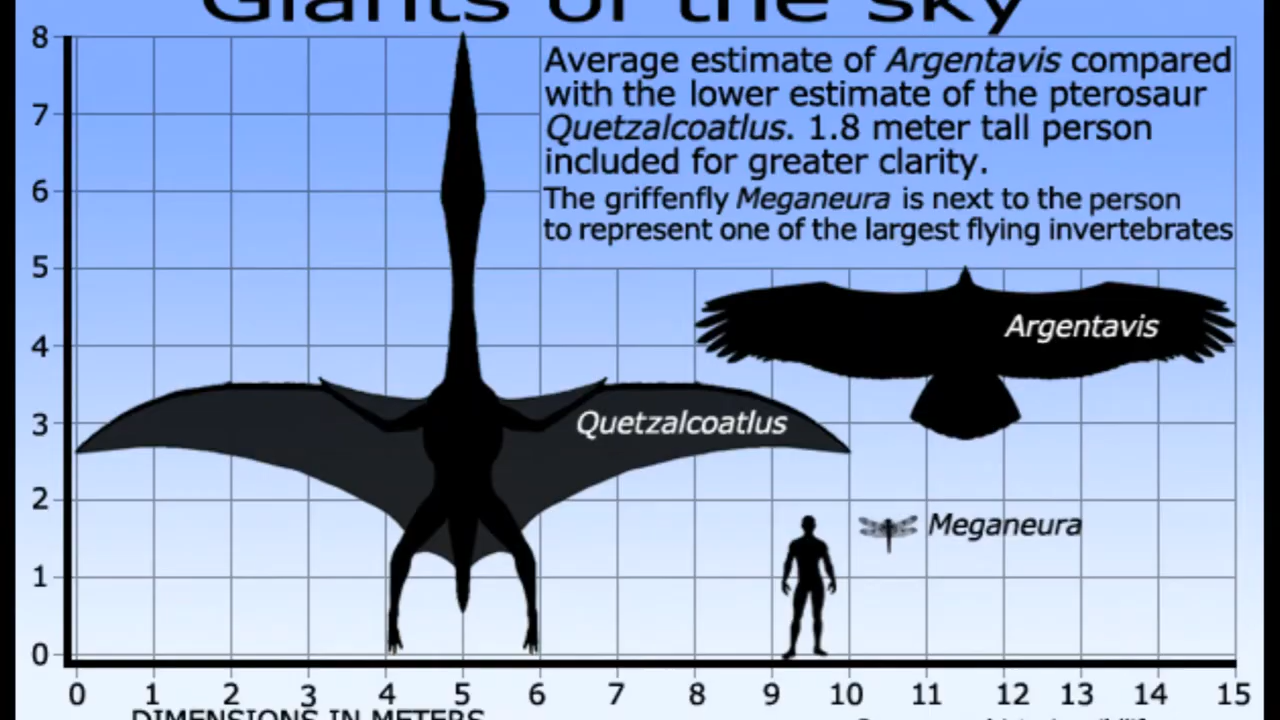 Giants of the sky
Average estimate of Argentavis compared
with the lower estimate of the pterosaur
Quetzalcoatlus. 1.8 meter tall person
included for greater clarity.
The griffenfly Meganeura is next to the person
to represent one of the largest flying invertebrates
8
7
6
5
4
3
2
1
0
Argentavis
Quetzalcoatlus
Meganeura
0 1 2 3 4 5 6 7 8 9 10 11 12 13 14 15
DIMENSIONS IN METERS